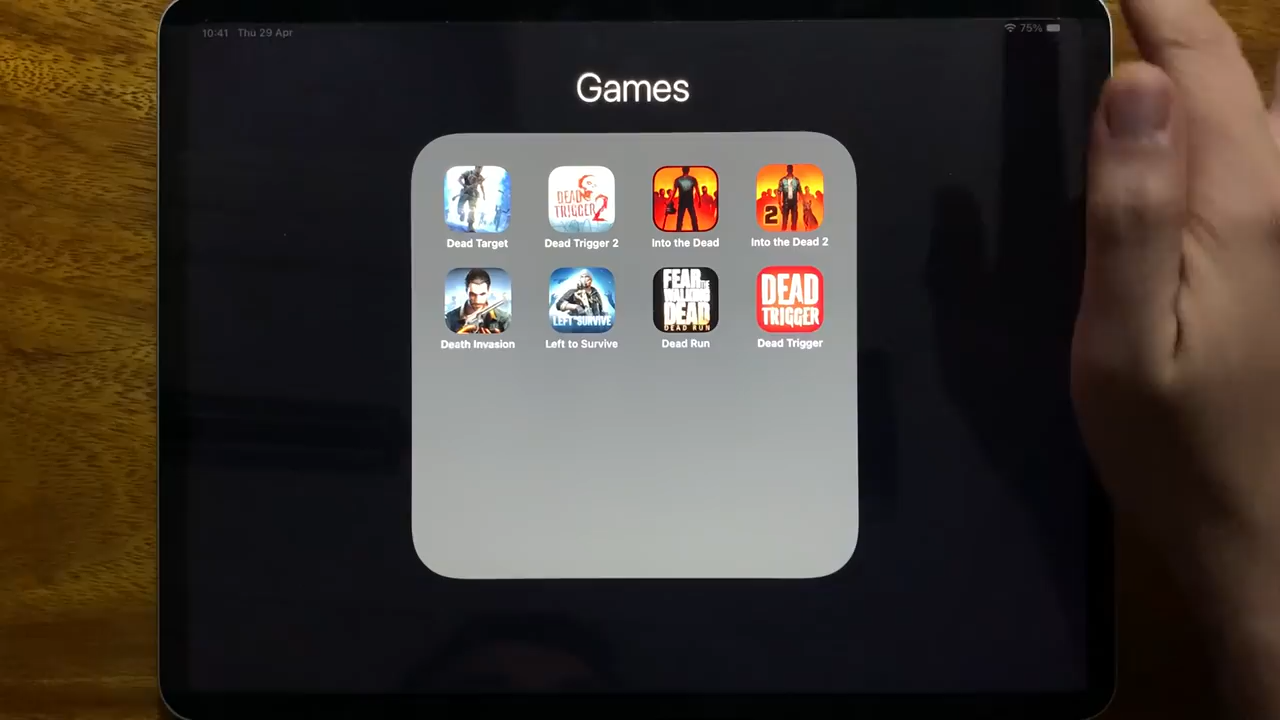 10:41 Thu 29 Apr
75%
Games
DEAD
TRIGGER 2
2
Dead Target
Dead Trigger 2
Into the Dead
Into the Dead 2
LEFT SURVIVE
FEAR THE
WALKING
DEAD
DEAD RUN
DEAD
TRIGGER
Death Invasion
Left to Survive
Dead Run
Dead Trigger